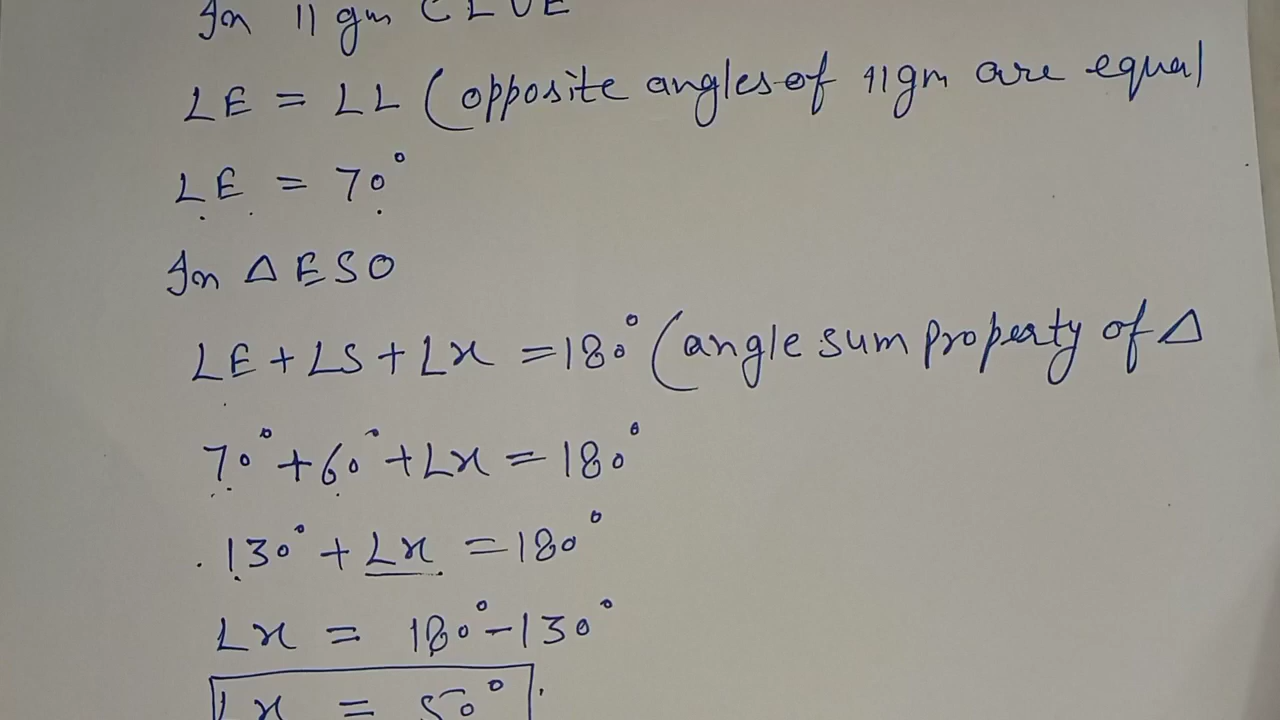 In ||gm CLUE
∠E = ∠L (opposite angles of ||gm are equal
∠E = 70°
In △ESO
∠E + ∠S + ∠x = 180° (angle sum property of △
70° + 60° + ∠x = 180°
130° + ∠x = 180°
∠x = 180° - 130°
∠x = 50°